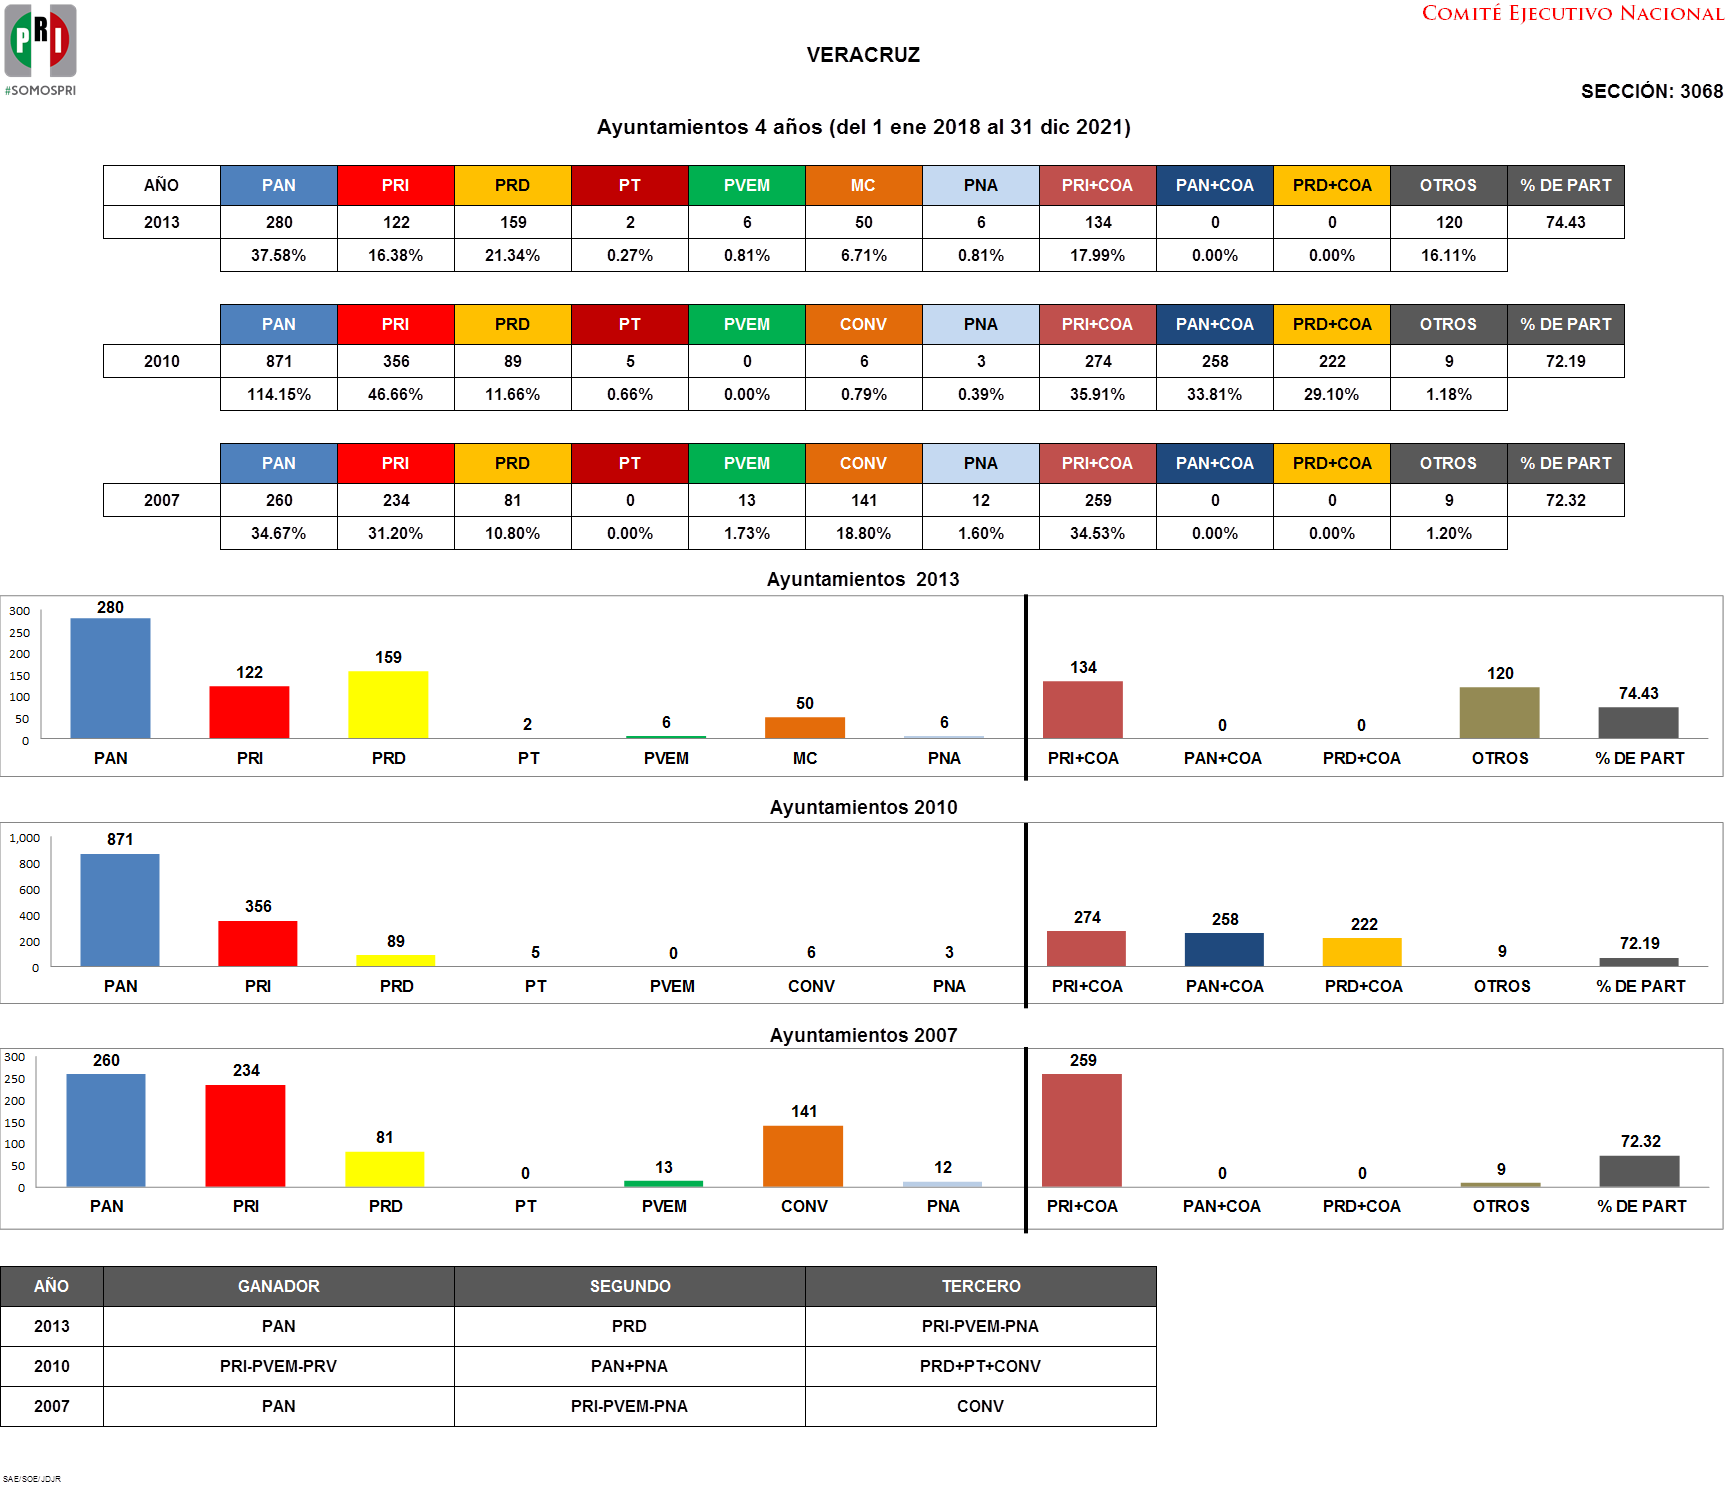 PRI
#SOMOSPRI
COMITÉ EJECUTIVO NACIONAL
VERACRUZ
SECCIÓN: 3068
Ayuntamientos 4 años (del 1 ene 2018 al 31 dic 2021)
AÑO PAN PRI PRD PT PVEM MC PNA PRI+COA PAN+COA PRD+COA OTROS % DE PART
2013 280 122 159 2 6 50 6 134 0 0 120 74.43
37.58% 16.38% 21.34% 0.27% 0.81% 6.71% 0.81% 17.99% 0.00% 0.00% 16.11%
PAN PRI PRD PT PVEM CONV PNA PRI+COA PAN+COA PRD+COA OTROS % DE PART
2010 871 356 89 5 0 6 3 274 258 222 9 72.19
114.15% 46.66% 11.66% 0.66% 0.00% 0.79% 0.39% 35.91% 33.81% 29.10% 1.18%
PAN PRI PRD PT PVEM CONV PNA PRI+COA PAN+COA PRD+COA OTROS % DE PART
2007 260 234 81 0 13 141 12 259 0 0 9 72.32
34.67% 31.20% 10.80% 0.00% 1.73% 18.80% 1.60% 34.53% 0.00% 0.00% 1.20%
Ayuntamientos 2013
300
250
200
150
100
50
0
280 122 159 2 6 50 6 134 0 0 120 74.43
PAN PRI PRD PT PVEM MC PNA PRI+COA PAN+COA PRD+COA OTROS % DE PART
Ayuntamientos 2010
1,000
800
600
400
200
0
871 356 89 5 0 6 3 274 258 222 9 72.19
PAN PRI PRD PT PVEM CONV PNA PRI+COA PAN+COA PRD+COA OTROS % DE PART
Ayuntamientos 2007
300
250
200
150
100
50
0
260 234 81 0 13 141 12 259 0 0 9 72.32
PAN PRI PRD PT PVEM CONV PNA PRI+COA PAN+COA PRD+COA OTROS % DE PART
AÑO GANADOR SEGUNDO TERCERO
2013 PAN PRD PRI-PVEM-PNA
2010 PRI-PVEM-PRV PAN+PNA PRD+PT+CONV
2007 PAN PRI-PVEM-PNA CONV
SAE/SOE/JDJR